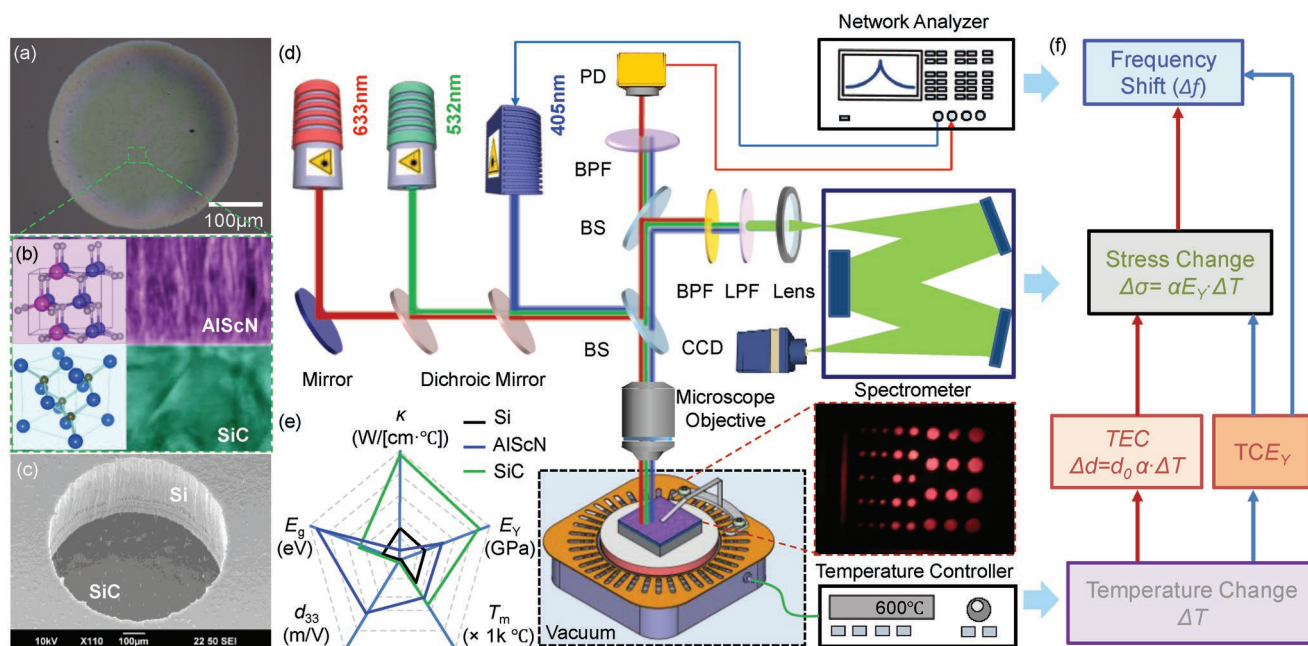 (a)
100μm
(b)
AlScN
SiC
(c)
Si
SiC
10kV X110 100μm 22 50 SEI
(d)
633nm
532nm
405nm
PD
BPF
BS
BS
Mirror
Dichroic Mirror
Network Analyzer
BPF LPF Lens
CCD
Spectrometer
Microscope
Objective
Vacuum
Temperature Controller
600℃
(e)
Si
AlScN
SiC
κ
(W/[cm·℃])
E_Y
(GPa)
T_m
(× 1k ℃)
d_33
(m/V)
E_g
(eV)
(f)
Frequency
Shift (Δf)
Stress Change
Δσ= αE_Y·ΔT
TEC
Δd=d_0 α·ΔT
TCE_Y
Temperature Change
ΔT